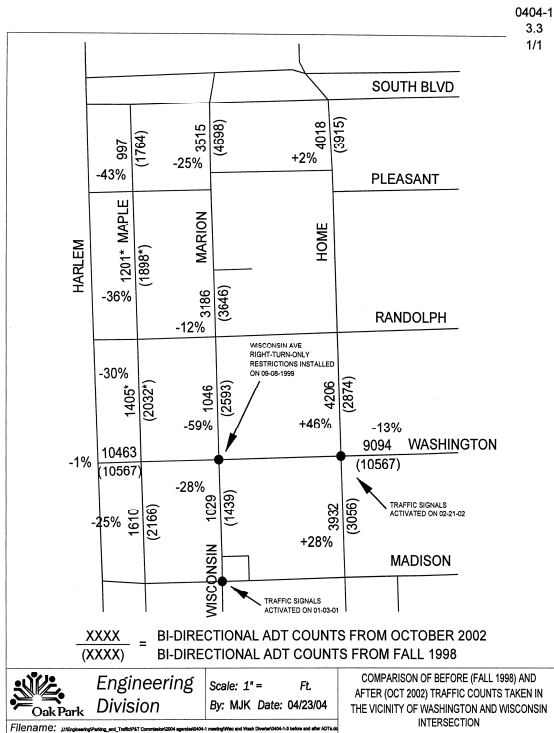 0404-1
3.3
1/1
SOUTH BLVD
997
(1764)
-43%
3515
(4698)
-25%
4018
(3915)
+2%
PLEASANT
HARLEM
MAPLE
1201*
(1898*)
-36%
MARION
3186
(3646)
-12%
HOME
RANDOLPH
WISCONSIN AVE
RIGHT-TURN-ONLY
RESTRICTIONS INSTALLED
ON 09-08-1999
-30%
1405*
(2032*)
1046
(2593)
-59%
4206
(2874)
+46%
-13%
9094
(10567)
WASHINGTON
-1%
10463
(10567)
-28%
1029
(1439)
-25%
1610
(2166)
3932
(3056)
+28%
TRAFFIC SIGNALS
ACTIVATED ON 02-21-02
MADISON
WISCONSIN
TRAFFIC SIGNALS
ACTIVATED ON 01-03-01
XXXX = BI-DIRECTIONAL ADT COUNTS FROM OCTOBER 2002
(XXXX) BI-DIRECTIONAL ADT COUNTS FROM FALL 1998
Oak Park
Engineering
Division
Scale: 1" = Ft.
By: MJK Date: 04/23/04
COMPARISON OF BEFORE (FALL 1998) AND
AFTER (OCT 2002) TRAFFIC COUNTS TAKEN IN
THE VICINITY OF WASHINGTON AND WISCONSIN
INTERSECTION
Filename: